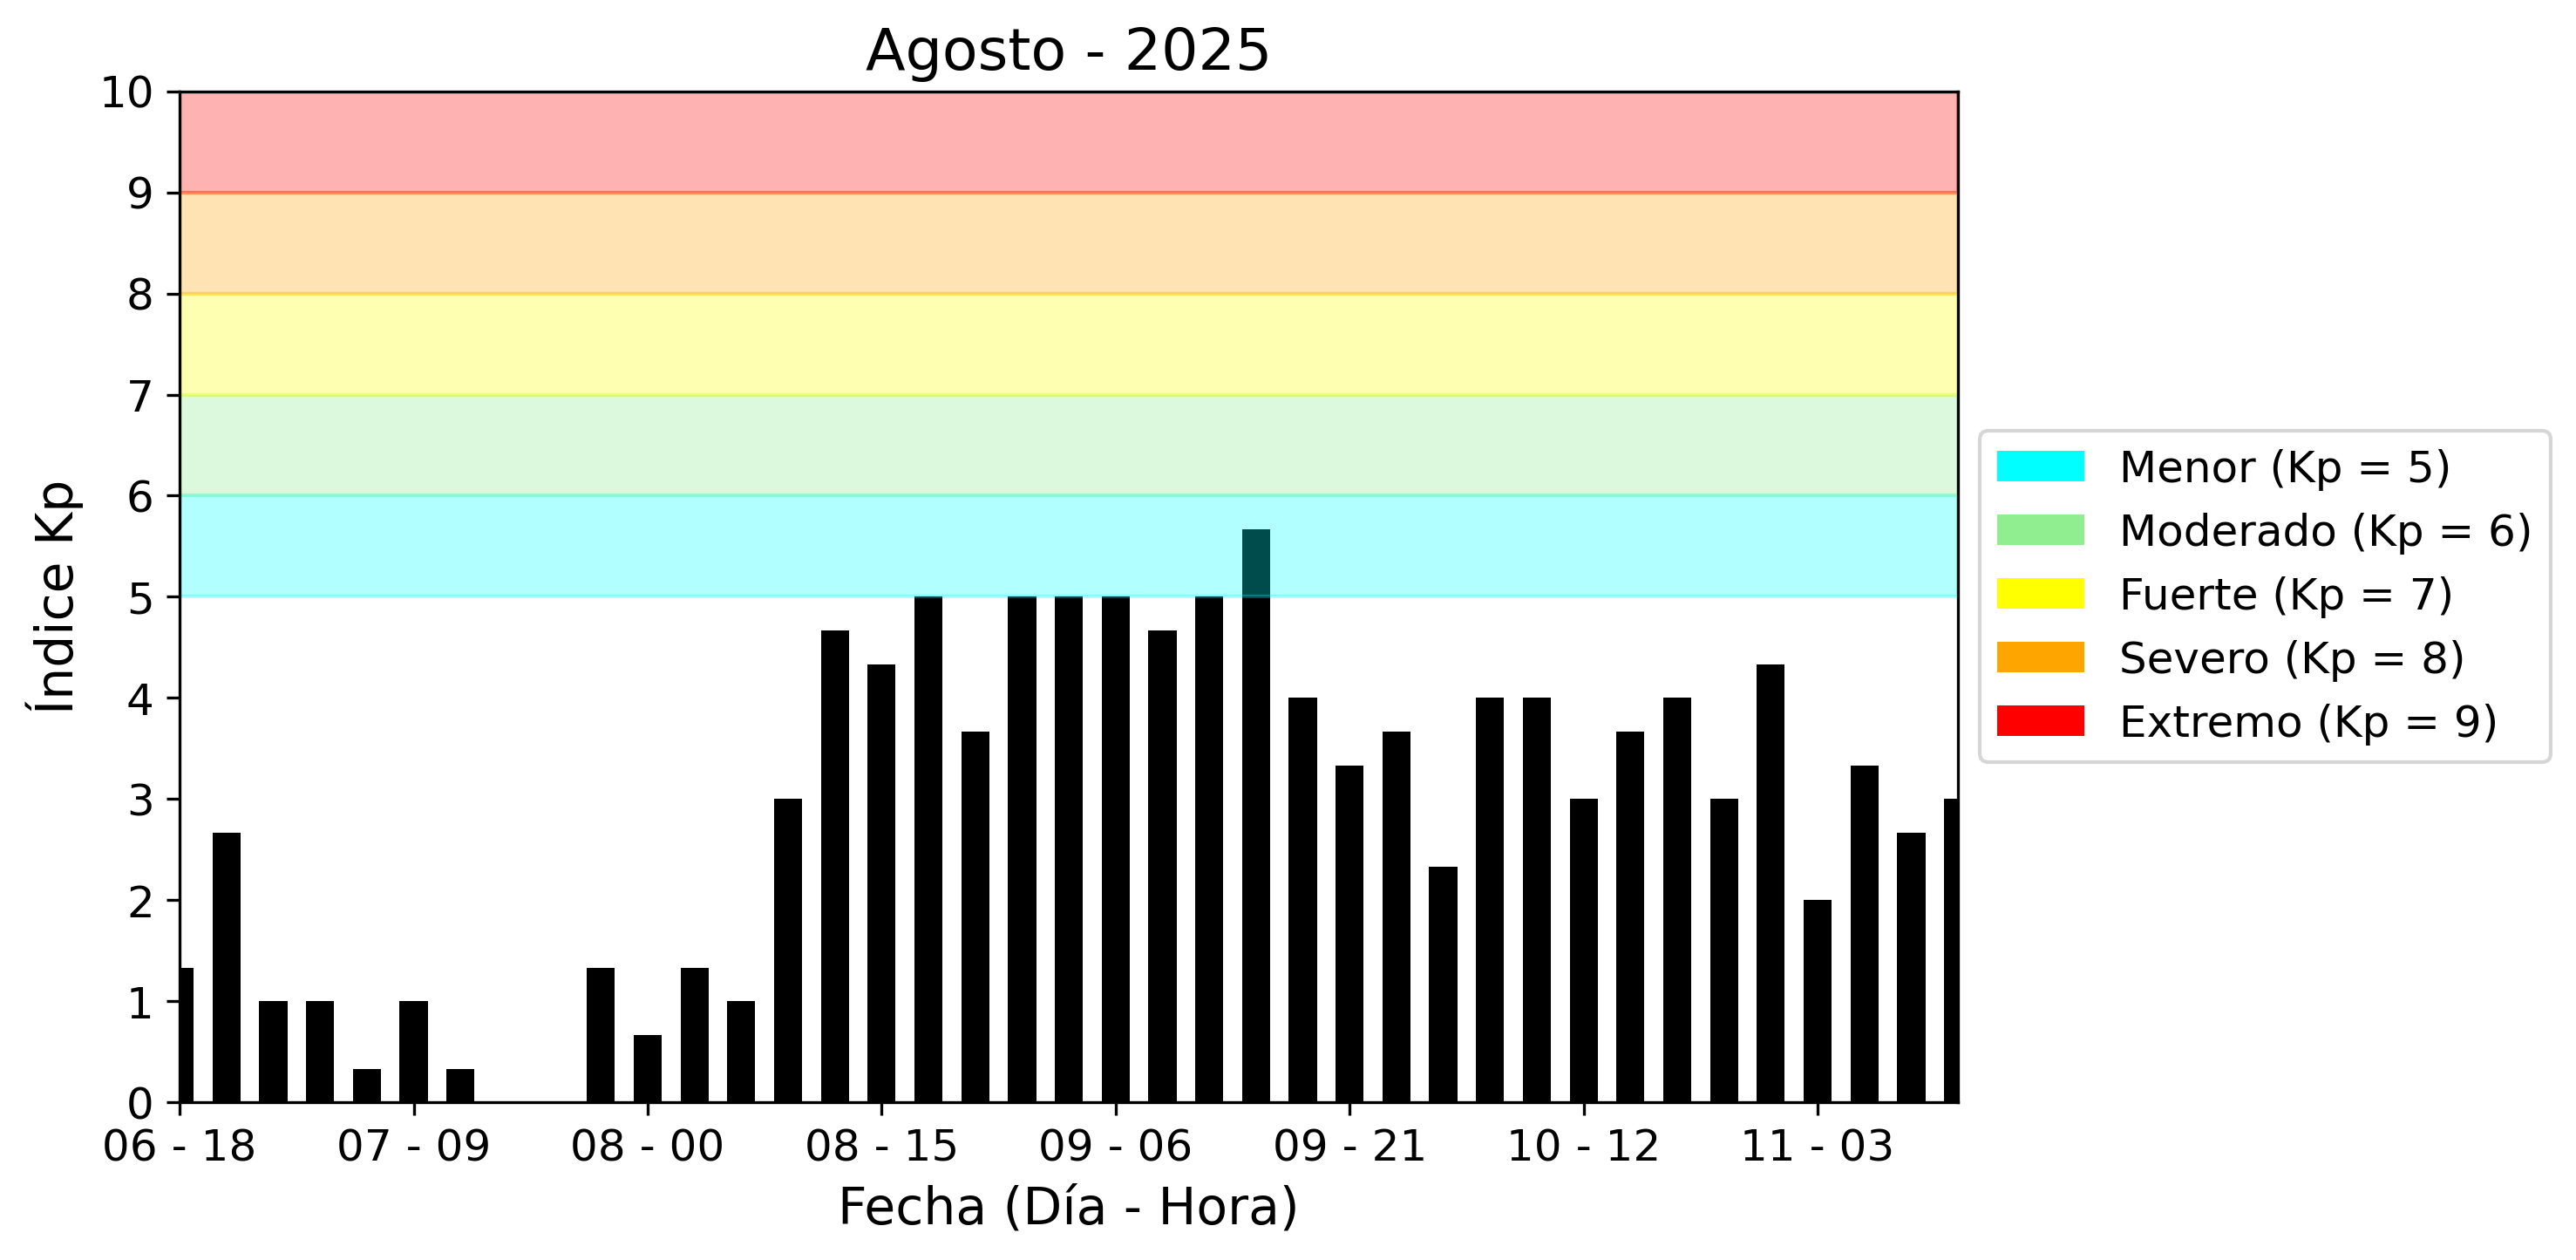 Agosto - 2025
10
9
8
7
6
5
4
3
2
1
0
Índice Kp
06 - 18
07 - 09
08 - 00
08 - 15
09 - 06
09 - 21
10 - 12
11 - 03
Fecha (Día - Hora)
Menor (Kp = 5)
Moderado (Kp = 6)
Fuerte (Kp = 7)
Severo (Kp = 8)
Extremo (Kp = 9)